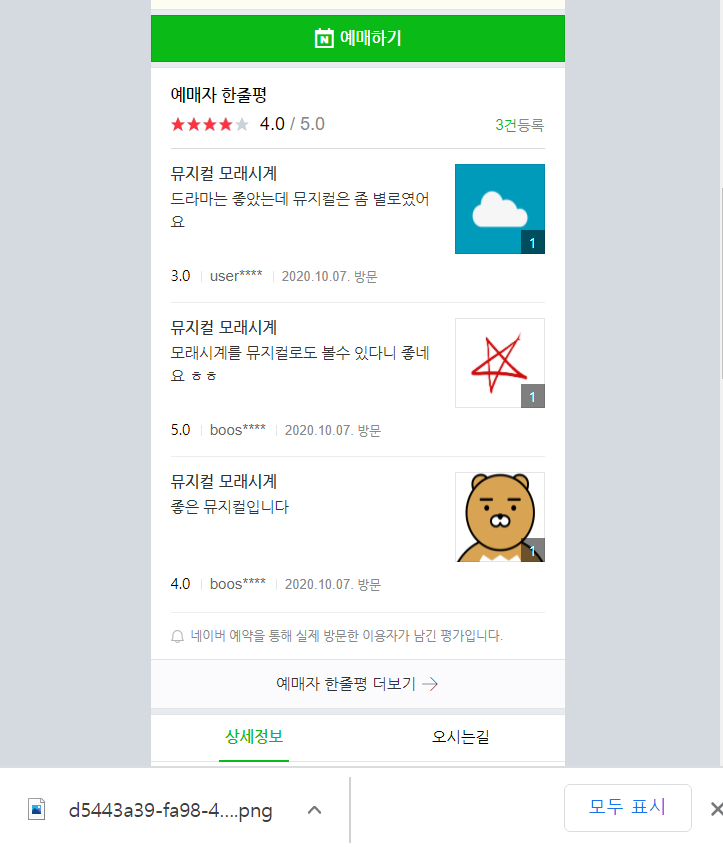 예매하기
예매자 한줄평
4.0 / 5.0
3건등록
뮤지컬 모래시계
드라마는 좋았는데 뮤지컬은 좀 별로였어
요
1
3.0 user**** 2020.10.07. 방문
뮤지컬 모래시계
모래시계를 뮤지컬로도 볼수 있다니 좋네
요 ㅎㅎ
1
5.0 boos**** 2020.10.07. 방문
뮤지컬 모래시계
좋은 뮤지컬입니다
1
4.0 boos**** 2020.10.07. 방문
네이버 예약을 통해 실제 방문한 이용자가 남긴 평가입니다.
예매자 한줄평 더보기
상세정보 오시는길
d5443a39-fa98-4....png
모두 표시